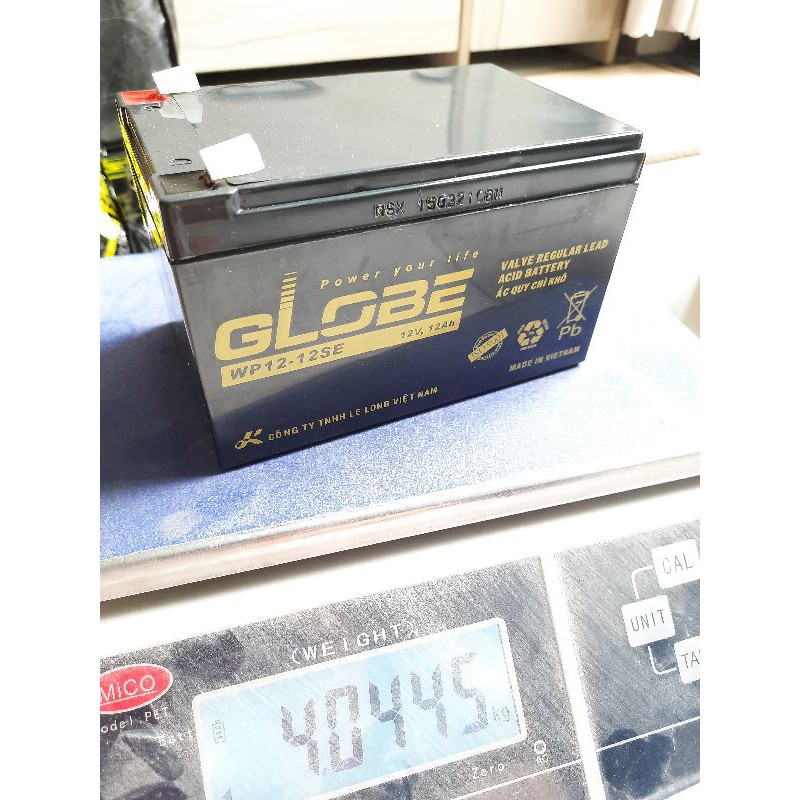 Power your life
GLOBE
12V, 12Ah
WP12-12SE
CÔNG TY TNHH LE LONG VIỆT NAM
VALVE REGULAR LEAD
ACID BATTERY
ẮC QUY CHÌ KHÔ
Pb
MADE IN VIETNAM
(WEIGHT)
4.0445 kg
Zero
CAL
UNIT